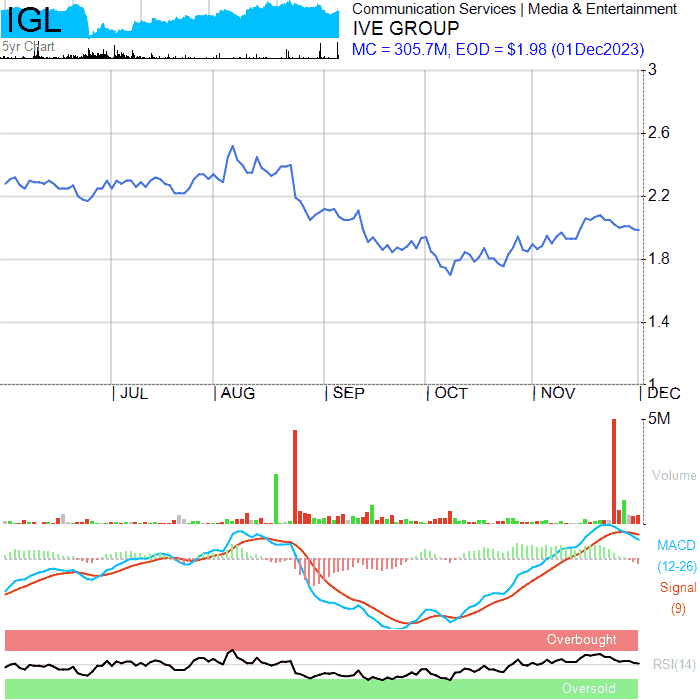 IGL
5yr Chart
Communication Services | Media & Entertainment
IVE GROUP
MC = 305.7M, EOD = $1.98 (01Dec2023)
3
2.6
2.2
1.8
1.4
1
| JUL | AUG | SEP | OCT | NOV | DEC
5M
Volume
MACD
(12-26)
Signal
(9)
Overbought
RSI(14)
Oversold